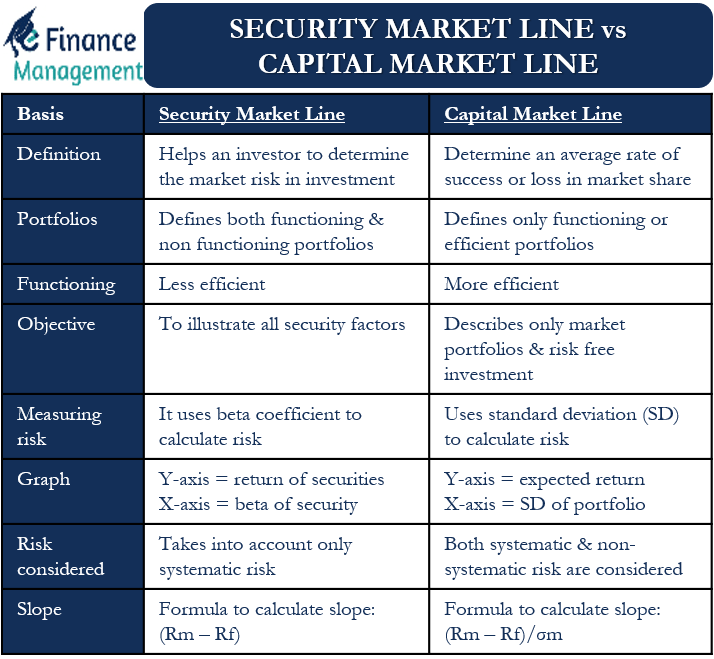 eFinance
Management
SECURITY MARKET LINE vs
CAPITAL MARKET LINE
Basis
Security Market Line
Capital Market Line
Definition
Helps an investor to determine
the market risk in investment
Determine an average rate of
success or loss in market share
Portfolios
Defines both functioning &
non functioning portfolios
Defines only functioning or
efficient portfolios
Functioning
Less efficient
More efficient
Objective
To illustrate all security factors
Describes only market
portfolios & risk free
investment
Measuring
risk
It uses beta coefficient to
calculate risk
Uses standard deviation (SD)
to calculate risk
Graph
Y-axis = return of securities
X-axis = beta of security
Y-axis = expected return
X-axis = SD of portfolio
Risk
considered
Takes into account only
systematic risk
Both systematic & non-
systematic risk are considered
Slope
Formula to calculate slope:
(Rm – Rf)
Formula to calculate slope:
(Rm – Rf)/σm